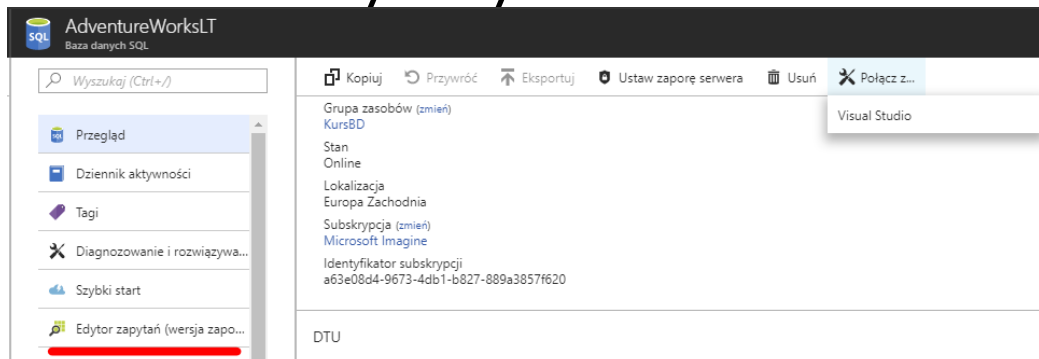 SQL
AdventureWorksLT
Baza danych SQL
Wyszukaj (Ctrl+/)
Kopiuj Przywróć Eksportuj Ustaw zaporę serwera Usuń Połącz z...
Visual Studio
Przegląd
Dziennik aktywności
Tagi
Diagnozowanie i rozwiązywa...
Szybki start
Edytor zapytań (wersja zapo...
Grupa zasobów (zmień)
KursBD
Stan
Online
Lokalizacja
Europa Zachodnia
Subskrypcja (zmień)
Microsoft Imagine
Identyfikator subskrypcji
a63e08d4-9673-4db1-b827-889a3857f620
DTU